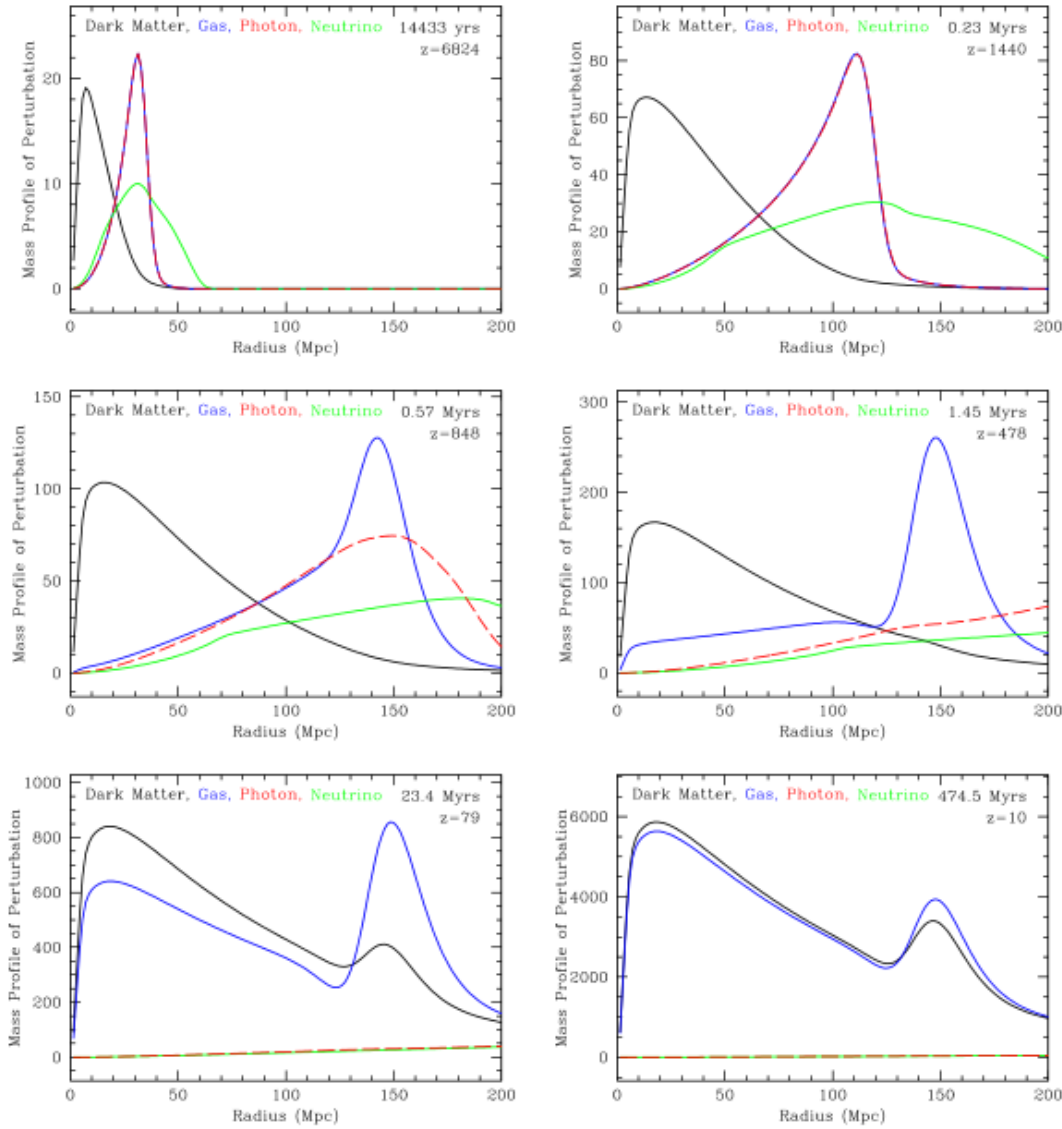 Dark Matter, Gas, Photon, Neutrino 14433 yrs
z=6824
Mass Profile of Perturbation
20
10
0
0 50 100 150 200
Radius (Mpc)
Dark Matter, Gas, Photon, Neutrino 0.23 Myrs
z=1440
Mass Profile of Perturbation
80
60
40
20
0
0 50 100 150 200
Radius (Mpc)
Dark Matter, Gas, Photon, Neutrino 0.57 Myrs
z=848
Mass Profile of Perturbation
150
100
50
0
0 50 100 150 200
Radius (Mpc)
Dark Matter, Gas, Photon, Neutrino 1.45 Myrs
z=478
Mass Profile of Perturbation
300
200
100
0
0 50 100 150 200
Radius (Mpc)
Dark Matter, Gas, Photon, Neutrino 23.4 Myrs
z=79
Mass Profile of Perturbation
1000
800
600
400
200
0
0 50 100 150 200
Radius (Mpc)
Dark Matter, Gas, Photon, Neutrino 474.5 Myrs
z=10
Mass Profile of Perturbation
6000
4000
2000
0
0 50 100 150 200
Radius (Mpc)